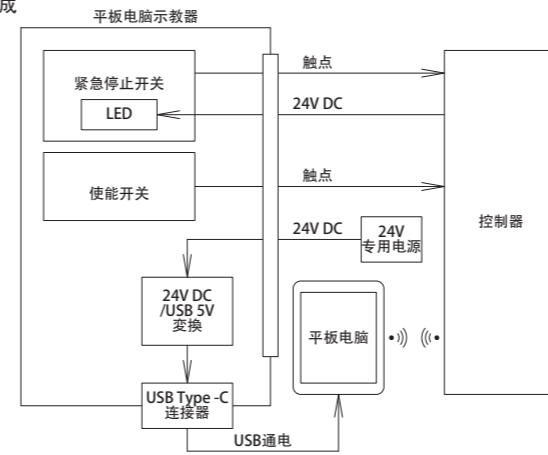 成
平板电脑示教器
紧急停止开关
LED
触点
24V DC
使能开关
触点
控制器
24V DC
24V
专用电源
24V DC
/USB 5V
変換
平板电脑
USB Type -C
连接器
USB通电